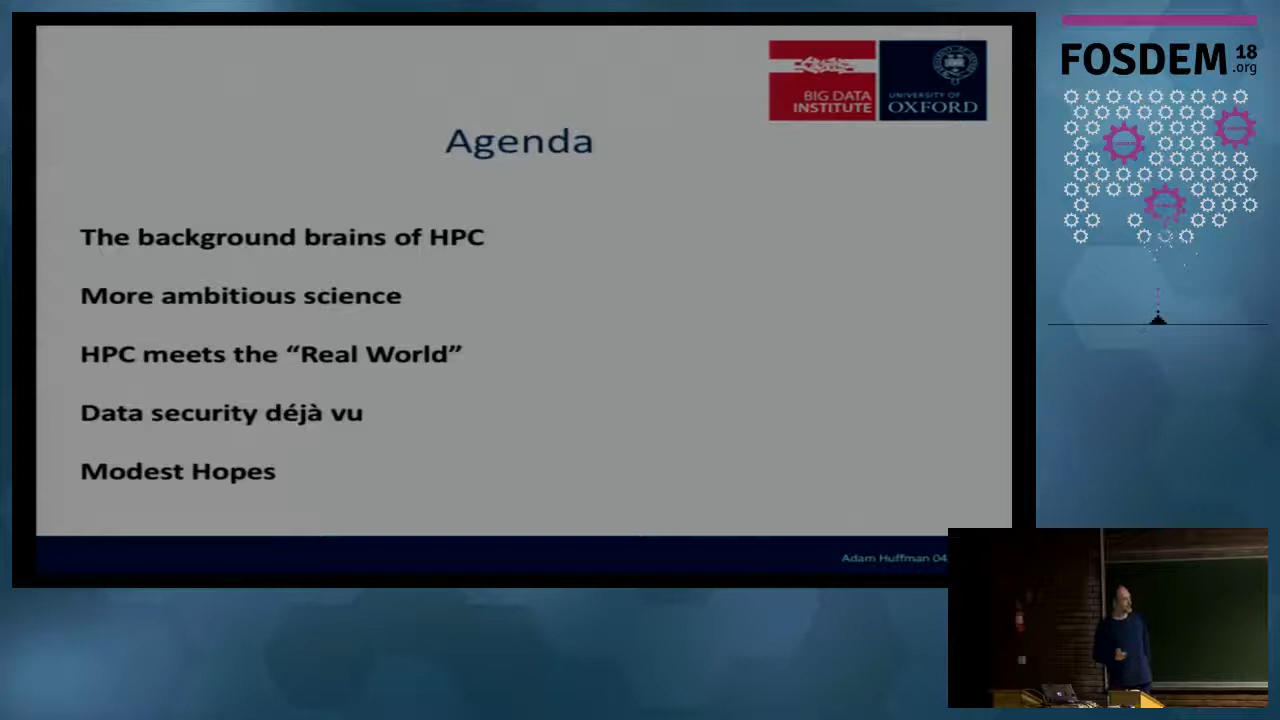 BIG DATA
INSTITUTE
UNIVERSITY OF
OXFORD
Agenda
The background brains of HPC
More ambitious science
HPC meets the “Real World”
Data security déjà vu
Modest Hopes
Adam Huffman 04
FOSDEM 18
.org